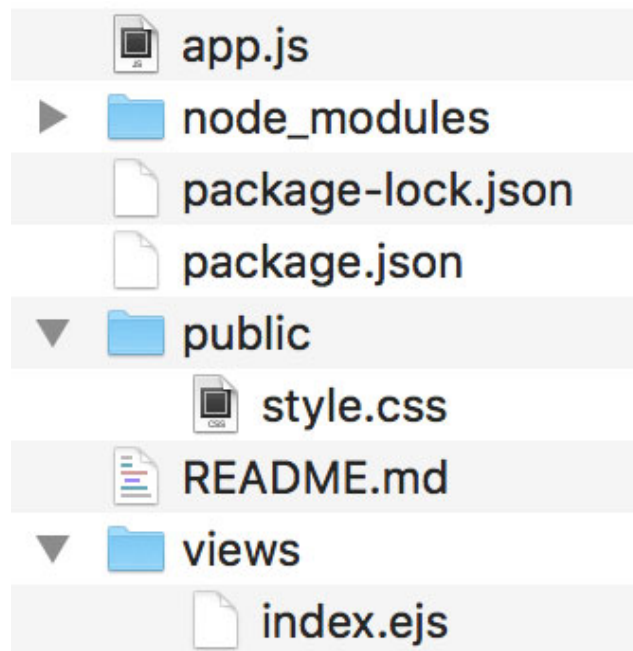 app.js
node_modules
package-lock.json
package.json
public
style.css
README.md
views
index.ejs